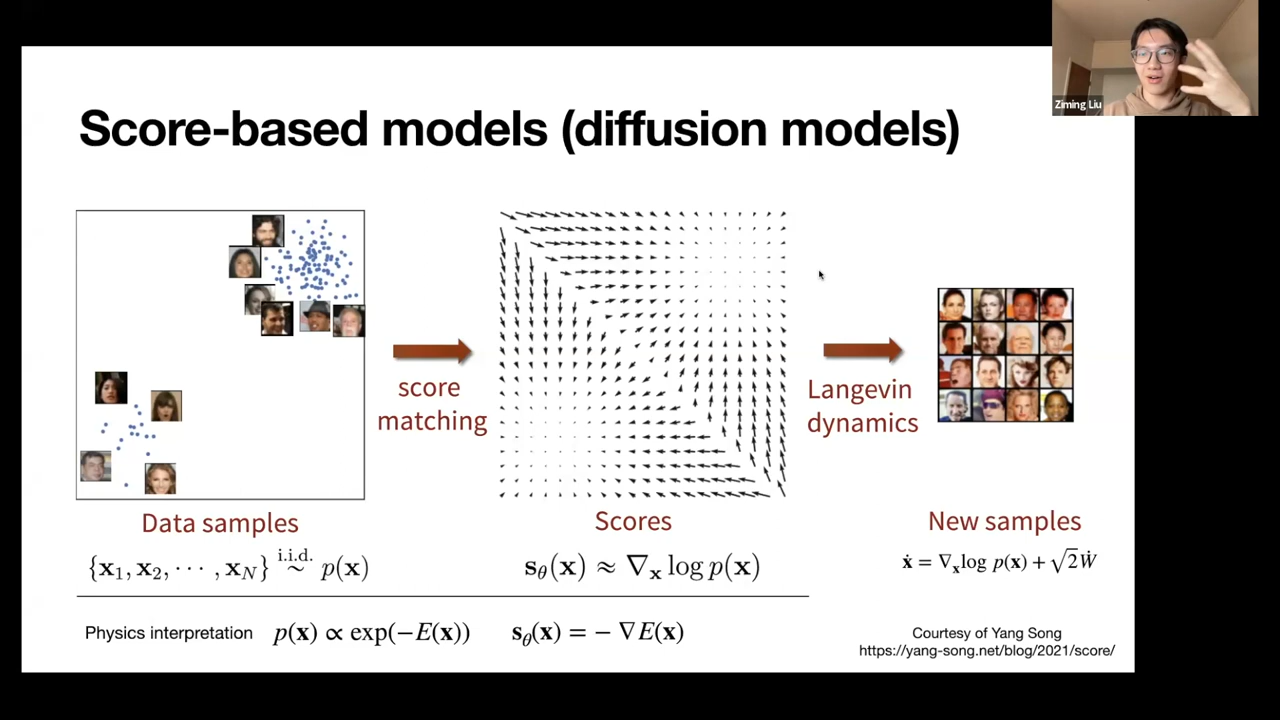 Ziming Liu
Score-based models (diffusion models)
score
matching
Langevin
dynamics
Data samples
Scores
New samples
{𝐱₁, 𝐱₂, ⋯ , 𝐱_N} i.i.d. ∼ p(𝐱)
𝐬_θ(𝐱) ≈ ∇_𝐱 log p(𝐱)
ẋ = ∇_𝐱 log p(𝐱) + √2Ẇ
Physics interpretation p(𝐱) ∝ exp(−E(𝐱)) 𝐬_θ(𝐱) = − ∇E(𝐱)
Courtesy of Yang Song
https://yang-song.net/blog/2021/score/